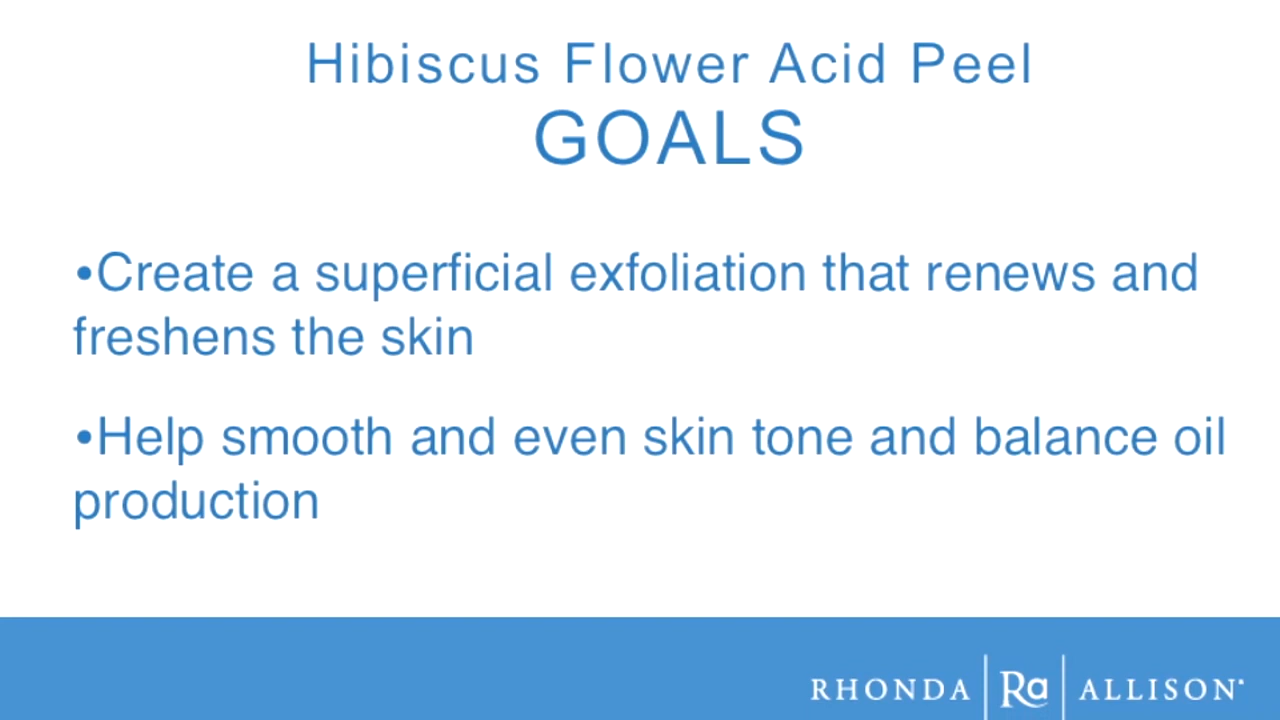 Hibiscus Flower Acid Peel
GOALS
•Create a superficial exfoliation that renews and
freshens the skin
•Help smooth and even skin tone and balance oil
production
RHONDA Ra ALLISON